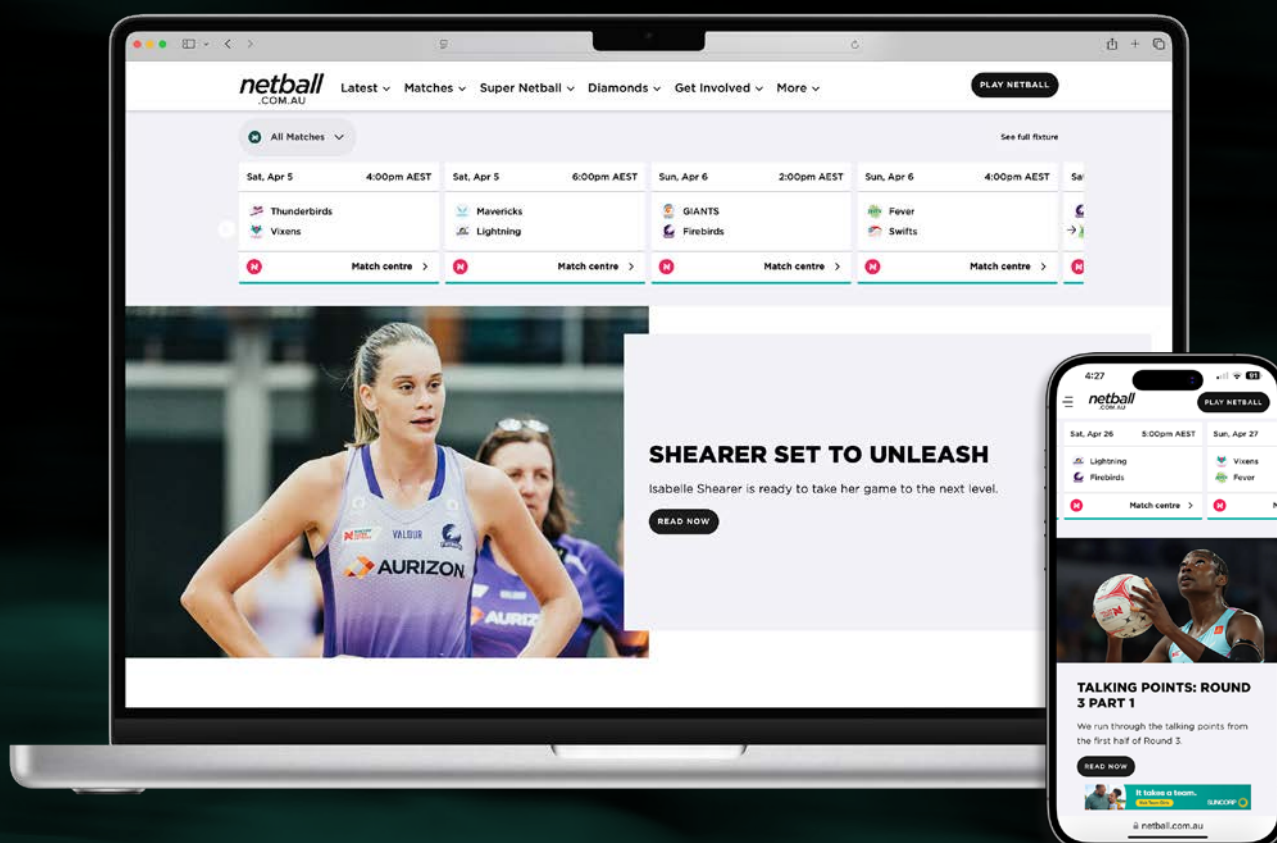 netball
.COM.AU
Latest Matches Super Netball Diamonds Get Involved More
PLAY NETBALL
All Matches
See full fixture
Sat, Apr 5 4:00pm AEST
Thunderbirds
Vixens
Match centre
Sat, Apr 5 6:00pm AEST
Mavericks
Lightning
Match centre
Sun, Apr 6 2:00pm AEST
GIANTS
Firebirds
Match centre
Sun, Apr 6 4:00pm AEST
Fever
Swifts
Match centre
VALOUR
AURIZON
SHEARER SET TO UNLEASH
Isabelle Shearer is ready to take her game to the next level.
READ NOW
4:27
91
netball
.COM.AU
PLAY NETBALL
Sat, Apr 26 5:00pm AEST
Lightning
Firebirds
Match centre
Sun, Apr 27
Vixens
Fever
TALKING POINTS: ROUND
3 PART 1
We run through the talking points from
the first half of Round 3.
READ NOW
It takes a team.
SUNCORP
netball.com.au